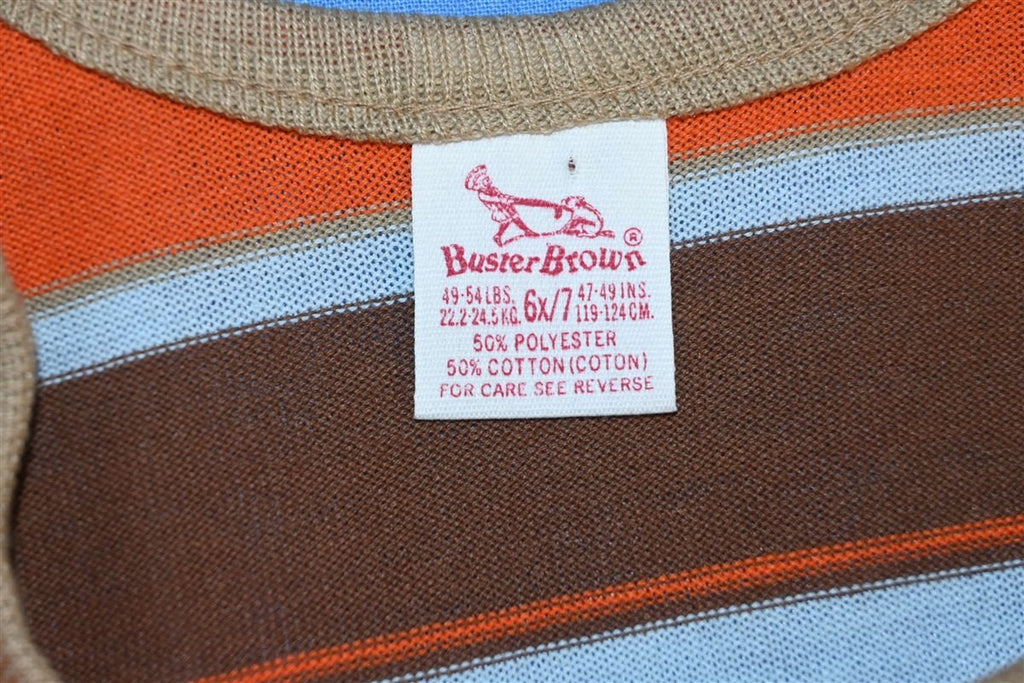 Buster Brown ®
49-54 LBS. 6X/7 47-49 INS.
22.2-24.5 KG. 119-124 CM.
50% POLYESTER
50% COTTON (COTON)
FOR CARE SEE REVERSE